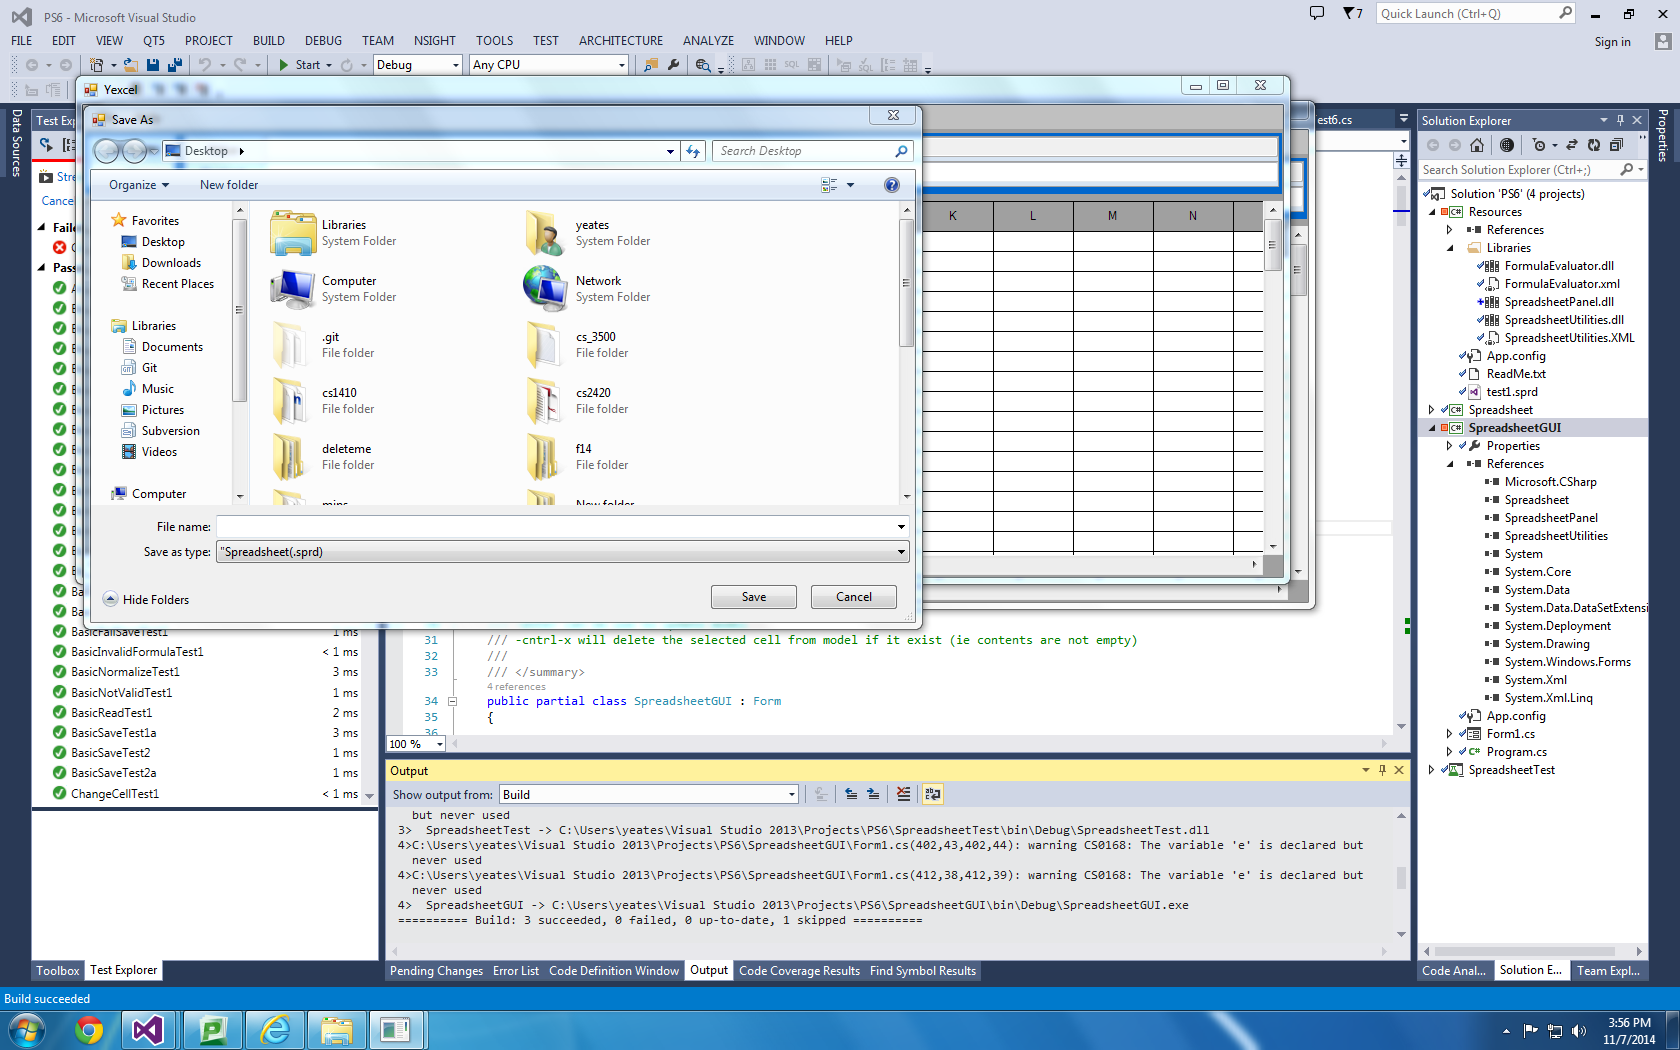 PS6 - Microsoft Visual Studio
7
Quick Launch (Ctrl+Q)
FILE EDIT VIEW QT5 PROJECT BUILD DEBUG TEAM NSIGHT TOOLS TEST ARCHITECTURE ANALYZE WINDOW HELP
Sign in
Start Debug Any CPU
Yexcel
Save As
Desktop
Search Desktop
Organize New folder
Favorites
Desktop
Downloads
Recent Places
Libraries
Documents
Git
Music
Pictures
Subversion
Videos
Computer
Libraries
System Folder
yeates
System Folder
Computer
System Folder
Network
System Folder
.git
File folder
cs_3500
File folder
cs1410
File folder
cs2420
File folder
deleteme
File folder
f14
File folder
New folder
File name:
Save as type: "Spreadsheet(.sprd)
Hide Folders
Save Cancel
K L M N
Data Sources
Test Exp
Stre
Cance
Faile
Pass
BasicFailSaveTest1 1 ms
BasicInvalidFormulaTest1 < 1 ms
BasicNormalizeTest1 3 ms
BasicNotValidTest1 1 ms
BasicReadTest1 2 ms
BasicSaveTest1a 3 ms
BasicSaveTest2 1 ms
BasicSaveTest2a 1 ms
ChangeCellTest1 < 1 ms
Toolbox Test Explorer
est6.cs
31 /// -cntrl-x will delete the selected cell from model if it exist (ie contents are not empty)
32 ///
33 /// </summary>
4 references
34 public partial class SpreadsheetGUI : Form
35 {
36
100 %
Output
Show output from: Build
but never used
3> SpreadsheetTest -> C:\Users\yeates\Visual Studio 2013\Projects\PS6\SpreadsheetTest\bin\Debug\SpreadsheetTest.dll
4>C:\Users\yeates\Visual Studio 2013\Projects\PS6\SpreadsheetGUI\Form1.cs(402,43,402,44): warning CS0168: The variable 'e' is declared but
never used
4>C:\Users\yeates\Visual Studio 2013\Projects\PS6\SpreadsheetGUI\Form1.cs(412,38,412,39): warning CS0168: The variable 'e' is declared but
never used
4> SpreadsheetGUI -> C:\Users\yeates\Visual Studio 2013\Projects\PS6\SpreadsheetGUI\bin\Debug\SpreadsheetGUI.exe
========== Build: 3 succeeded, 0 failed, 0 up-to-date, 1 skipped ==========
Pending Changes Error List Code Definition Window Output Code Coverage Results Find Symbol Results
Solution Explorer
Search Solution Explorer (Ctrl+;)
Solution 'PS6' (4 projects)
Resources
References
Libraries
FormulaEvaluator.dll
FormulaEvaluator.xml
SpreadsheetPanel.dll
SpreadsheetUtilities.dll
SpreadsheetUtilities.XML
App.config
ReadMe.txt
test1.sprd
Spreadsheet
SpreadsheetGUI
Properties
References
Microsoft.CSharp
Spreadsheet
SpreadsheetPanel
SpreadsheetUtilities
System
System.Core
System.Data
System.Data.DataSetExtensi
System.Deployment
System.Drawing
System.Windows.Forms
System.Xml
System.Xml.Linq
App.config
Form1.cs
Program.cs
SpreadsheetTest
Code Anal... Solution E... Team Expl...
Properties
Build succeeded
3:56 PM
11/7/2014